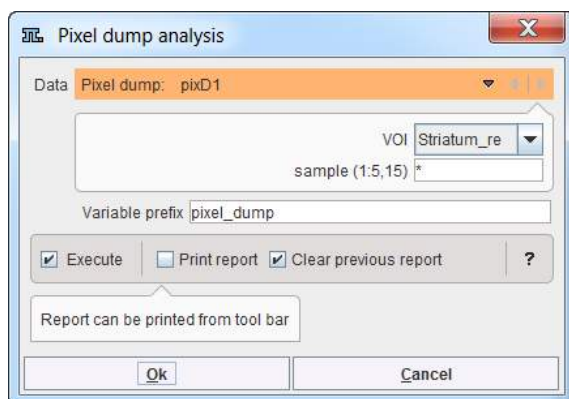 Pixel dump analysis
Data Pixel dump: pixD1
VOI Striatum_re
sample (1:5,15) *
Variable prefix pixel_dump
Execute Print report Clear previous report ?
Report can be printed from tool bar
Ok Cancel